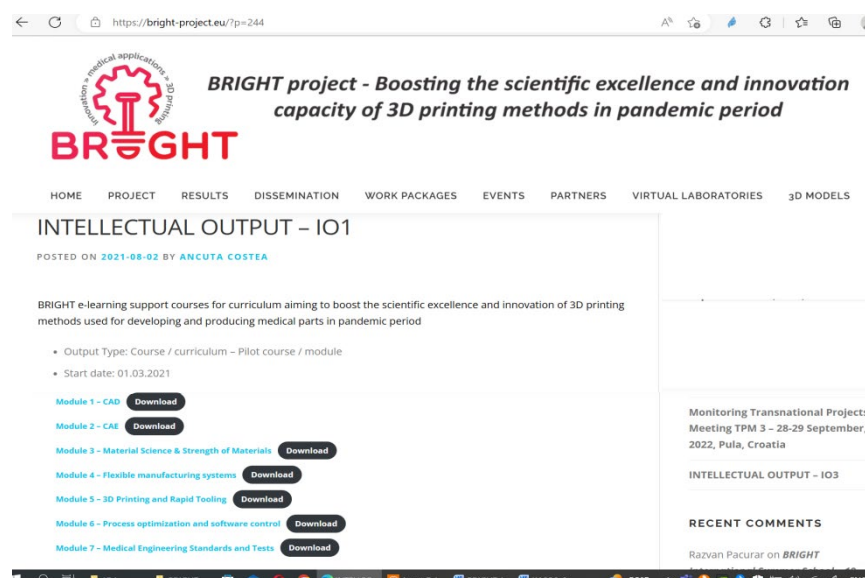 https://bright-project.eu/?p=244
innovation » medical applications » 3D printing
BRIGHT
BRIGHT project - Boosting the scientific excellence and innovation
capacity of 3D printing methods in pandemic period
HOME PROJECT RESULTS DISSEMINATION WORK PACKAGES EVENTS PARTNERS VIRTUAL LABORATORIES 3D MODELS
INTELLECTUAL OUTPUT – IO1
POSTED ON 2021-08-02 BY ANCUTA COSTEA
BRIGHT e-learning support courses for curriculum aiming to boost the scientific excellence and innovation of 3D printing
methods used for developing and producing medical parts in pandemic period
• Output Type: Course / curriculum – Pilot course / module
• Start date: 01.03.2021
Module 1 – CAD Download
Module 2 – CAE Download
Module 3 – Material Science & Strength of Materials Download
Module 4 – Flexible manufacturing systems Download
Module 5 – 3D Printing and Rapid Tooling Download
Module 6 – Process optimization and software control Download
Module 7 – Medical Engineering Standards and Tests Download
Monitoring Transnational Projects
Meeting TPM 3 – 28-29 September,
2022, Pula, Croatia
INTELLECTUAL OUTPUT – IO3
RECENT COMMENTS
Razvan Pacurar on BRIGHT